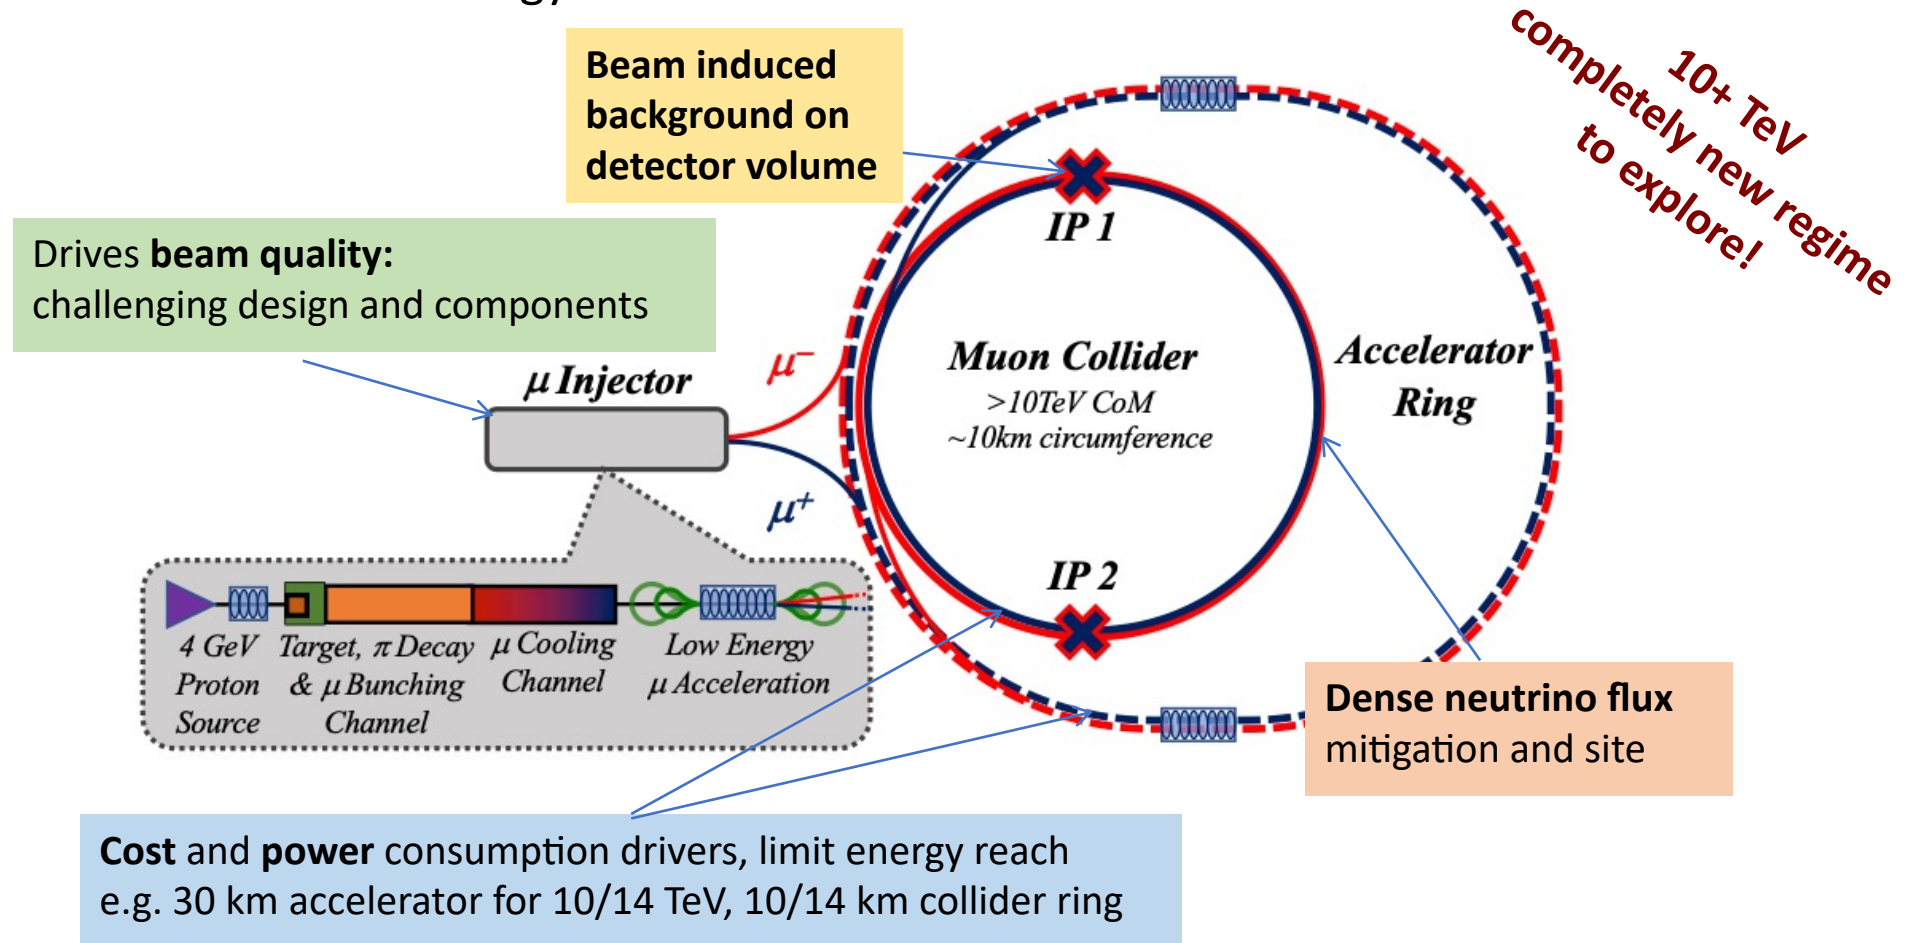 10+ TeV
completely new regime
to explore!
Beam induced
background on
detector volume
Drives beam quality:
challenging design and components
IP 1
μ Injector
μ⁻
μ⁺
Muon Collider
>10TeV CoM
~10km circumference
Accelerator
Ring
IP 2
4 GeV
Proton
Source
Target, π Decay
& μ Bunching
Channel
μ Cooling
Channel
Low Energy
μ Acceleration
Dense neutrino flux
mitigation and site
Cost and power consumption drivers, limit energy reach
e.g. 30 km accelerator for 10/14 TeV, 10/14 km collider ring